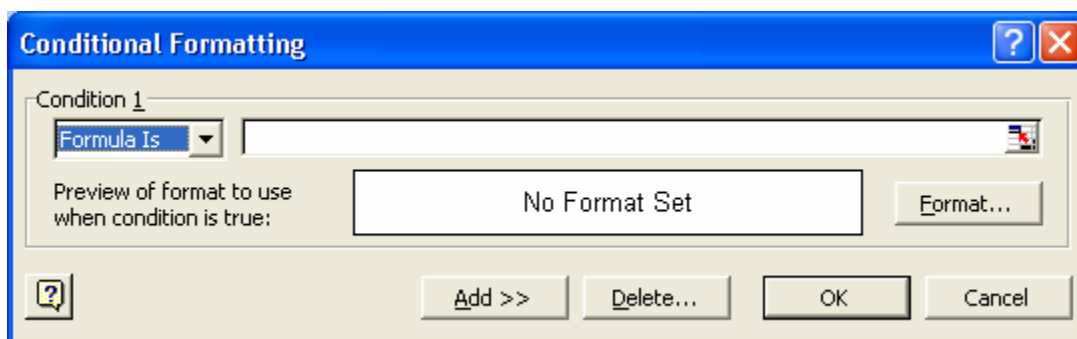 Conditional Formatting
Condition 1
Formula Is
Preview of format to use
when condition is true:
No Format Set
Format...
Add >>
Delete...
OK
Cancel